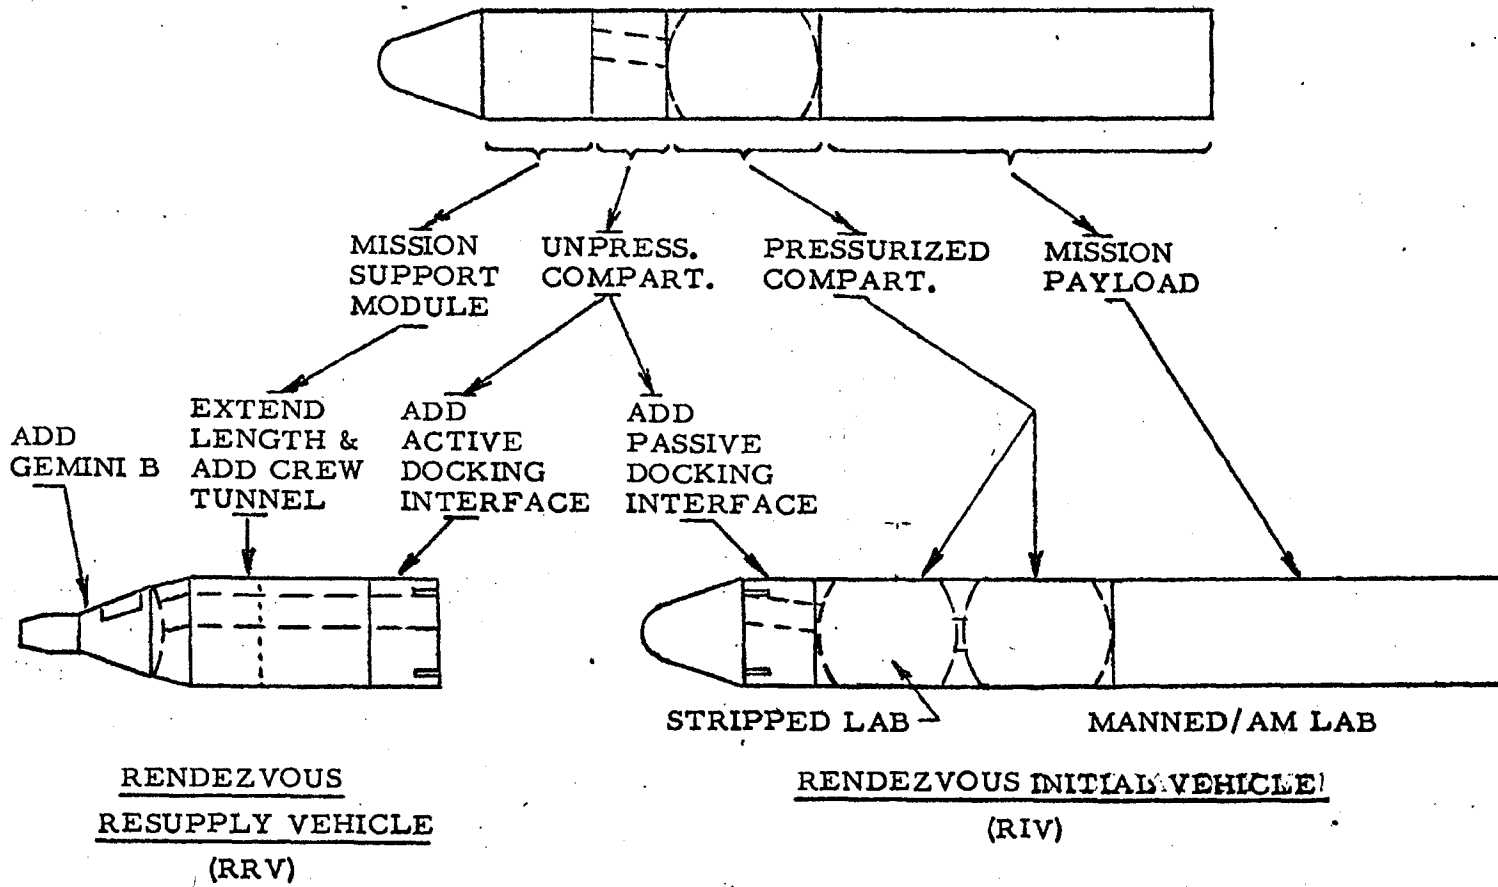 MISSION
SUPPORT
MODULE
UNPRESS.
COMPART.
PRESSURIZED
COMPART.
MISSION
PAYLOAD
ADD
GEMINI B
EXTEND
LENGTH &
ADD CREW
TUNNEL
ADD
ACTIVE
DOCKING
INTERFACE
ADD
PASSIVE
DOCKING
INTERFACE
STRIPPED LAB
MANNED/AM LAB
RENDEZVOUS
RESUPPLY VEHICLE
(RRV)
RENDEZVOUS INITIAL VEHICLE
(RIV)